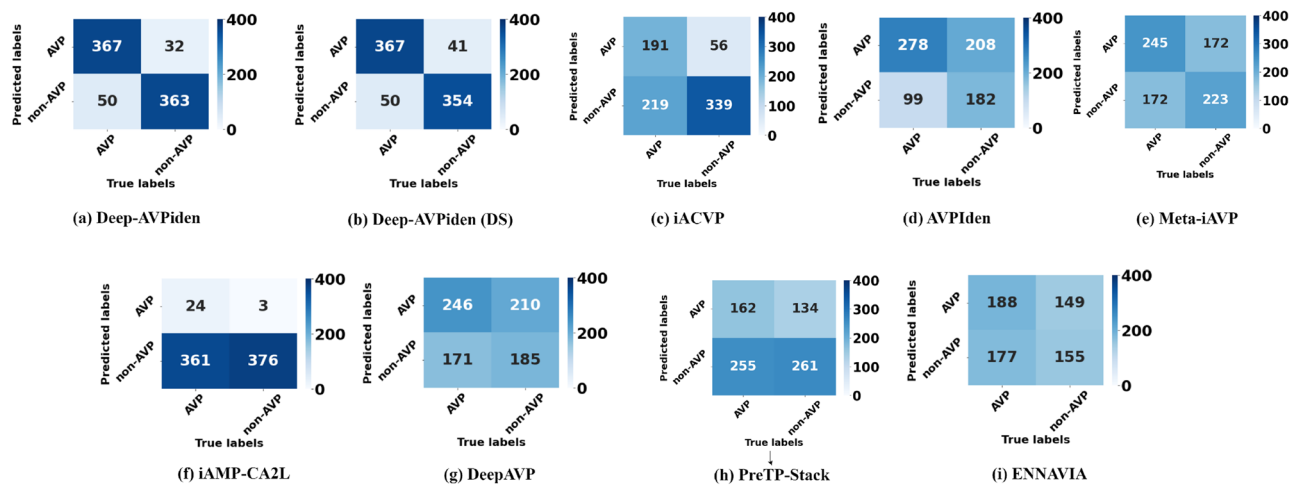 Predicted labels
AVP
non-AVP
367 32
50 363
400
200
0
AVP
non-AVP
True labels
(a) Deep-AVPiden
Predicted labels
AVP
non-AVP
367 41
50 354
400
200
0
AVP
non-AVP
True labels
(b) Deep-AVPiden (DS)
Predicted labels
AVP
non-AVP
191 56
219 339
400
300
200
100
0
AVP
non-AVP
True labels
(c) iACVP
Predicted labels
AVP
non-AVP
278 208
99 182
400
200
0
AVP
non-AVP
True labels
(d) AVPIden
Predicted labels
AVP
non-AVP
245 172
172 223
400
300
200
100
0
AVP
non-AVP
True labels
(e) Meta-iAVP
Predicted labels
AVP
non-AVP
24 3
361 376
400
200
0
AVP
non-AVP
True labels
(f) iAMP-CA2L
Predicted labels
AVP
non-AVP
246 210
171 185
400
200
0
AVP
non-AVP
True labels
(g) DeepAVP
Predicted labels
AVP
non-AVP
162 134
255 261
400
300
200
100
0
AVP
non-AVP
True labels
(h) PreTP-Stack
Predicted labels
AVP
non-AVP
188 149
177 155
400
200
0
AVP
non-AVP
True labels
(i) ENNAVIA